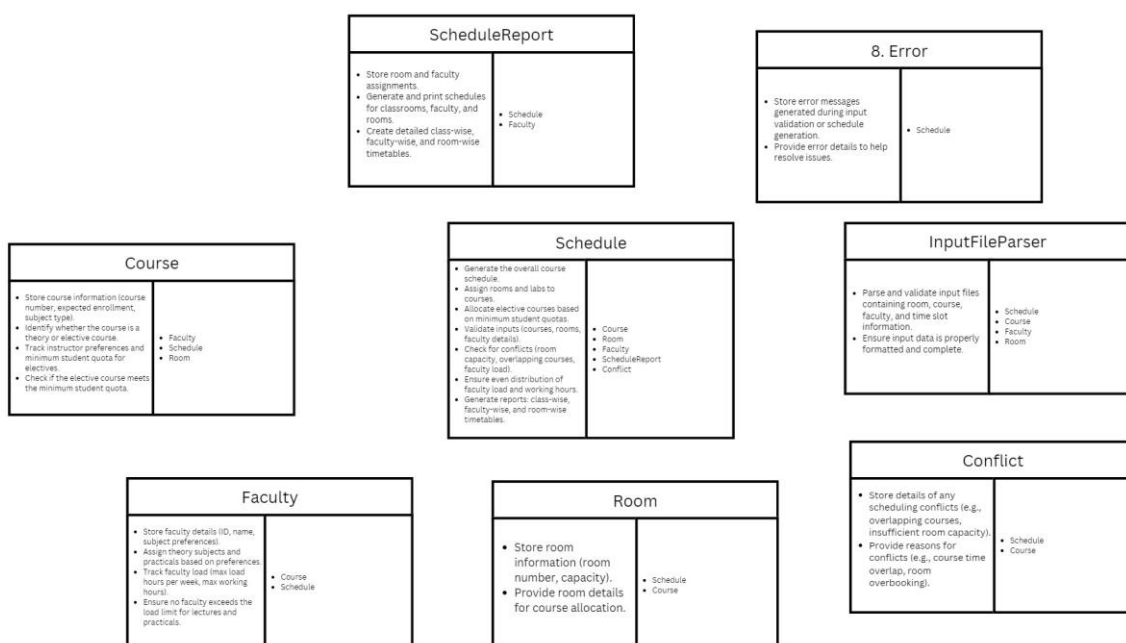 ScheduleReport
• Store room and faculty
assignments.
• Generate and print schedules
for classrooms, faculty, and
rooms.
• Create detailed class-wise,
faculty-wise, and room-wise
timetables.
• Schedule
• Faculty
8. Error
• Store error messages
generated during input
validation or schedule
generation.
• Provide error details to help
resolve issues.
• Schedule
Course
• Store course information (course
number, expected enrollment,
subject type).
• Identify whether the course is a
theory or elective course.
• Track instructor preferences and
minimum student quota for
electives.
• Check if the elective course meets
the minimum student quota.
• Faculty
• Schedule
• Room
Schedule
• Generate the overall course
schedule.
• Assign rooms and labs to
courses.
• Allocate elective courses based
on minimum student quotas.
• Validate inputs (courses, rooms,
faculty details).
• Check for conflicts (room
capacity, overlapping courses,
faculty load).
• Ensure even distribution of
faculty load and working hours.
• Generate reports: class-wise,
faculty-wise, and room-wise
timetables.
• Course
• Room
• Faculty
• ScheduleReport
• Conflict
InputFileParser
• Parse and validate input files
containing room, course,
faculty, and time slot
information.
• Ensure input data is properly
formatted and complete.
• Schedule
• Course
• Faculty
• Room
Faculty
• Store faculty details (ID, name,
subject preferences).
• Assign theory subjects and
practicals based on preferences.
• Track faculty load (max load
hours per week, max working
hours).
• Ensure no faculty exceeds the
load limit for lectures and
practicals.
• Course
• Schedule
Room
• Store room
information (room
number, capacity).
• Provide room details
for course allocation.
• Schedule
• Course
Conflict
• Store details of any
scheduling conflicts (e.g.,
overlapping courses,
insufficient room capacity).
• Provide reasons for
conflicts (e.g., course time
overlap, room
overbooking).
• Schedule
• Course